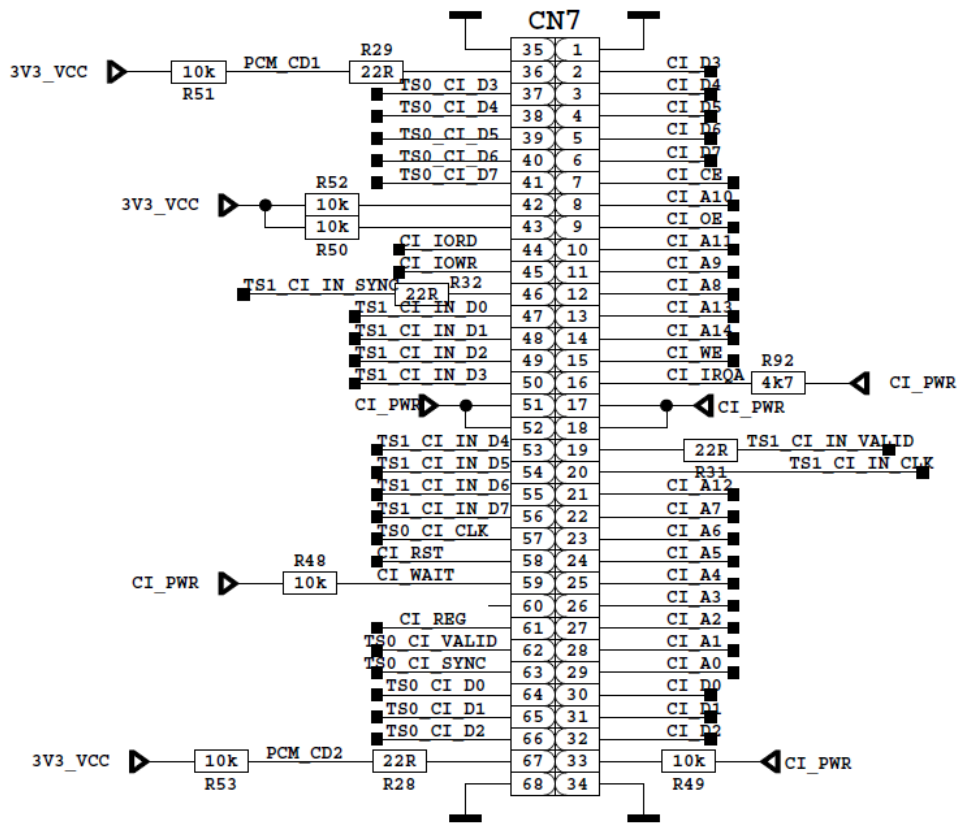 CN7
35 1
3V3_VCC 10k R51 PCM_CD1 R29 22R 36 2 CI_D3
TS0_CI_D3 37 3 CI_D4
TS0_CI_D4 38 4 CI_D5
TS0_CI_D5 39 5 CI_D6
TS0_CI_D6 40 6 CI_D7
TS0_CI_D7 41 7 CI_CE
3V3_VCC R52 10k 42 8 CI_A10
10k R50 43 9 CI_OE
CI_IORD 44 10 CI_A11
CI_IOWR 45 11 CI_A9
TS1_CI_IN_SYNC 22R R32 46 12 CI_A8
TS1_CI_IN_D0 47 13 CI_A13
TS1_CI_IN_D1 48 14 CI_A14
TS1_CI_IN_D2 49 15 CI_WE
TS1_CI_IN_D3 50 16 CI_IRQA R92 4k7 CI_PWR
CI_PWR 51 17 CI_PWR
52 18
TS1_CI_IN_D4 53 19 22R R31 TS1_CI_IN_VALID
TS1_CI_IN_D5 54 20 TS1_CI_IN_CLK
TS1_CI_IN_D6 55 21 CI_A12
TS1_CI_IN_D7 56 22 CI_A7
TS0_CI_CLK 57 23 CI_A6
CI_RST 58 24 CI_A5
CI_PWR R48 10k CI_WAIT 59 25 CI_A4
60 26 CI_A3
CI_REG 61 27 CI_A2
TS0_CI_VALID 62 28 CI_A1
TS0_CI_SYNC 63 29 CI_A0
TS0_CI_D0 64 30 CI_D0
TS0_CI_D1 65 31 CI_D1
TS0_CI_D2 66 32 CI_D2
3V3_VCC 10k R53 PCM_CD2 22R R28 67 33 10k R49 CI_PWR
68 34